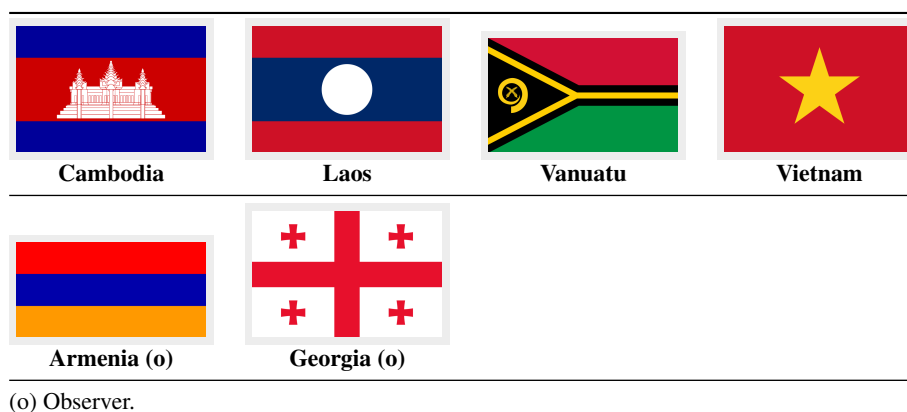 Cambodia Laos Vanuatu Vietnam
Armenia (o) Georgia (o)
(o) Observer.